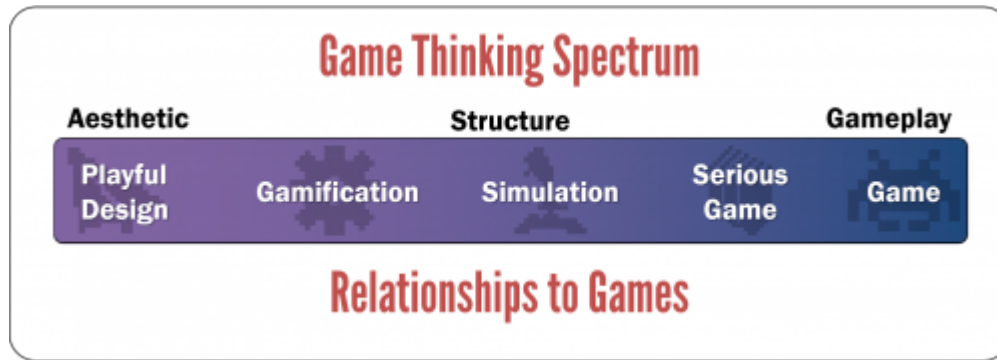 Game Thinking Spectrum
Aesthetic Structure Gameplay
Playful Design
Gamification
Simulation
Serious Game
Game
Relationships to Games